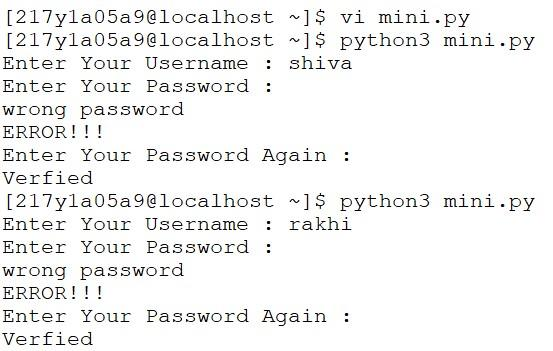 [217y1a05a9@localhost ~]$ vi mini.py
[217y1a05a9@localhost ~]$ python3 mini.py
Enter Your Username : shiva
Enter Your Password :
wrong password
ERROR!!!
Enter Your Password Again :
Verfied
[217y1a05a9@localhost ~]$ python3 mini.py
Enter Your Username : rakhi
Enter Your Password :
wrong password
ERROR!!!
Enter Your Password Again :
Verfied